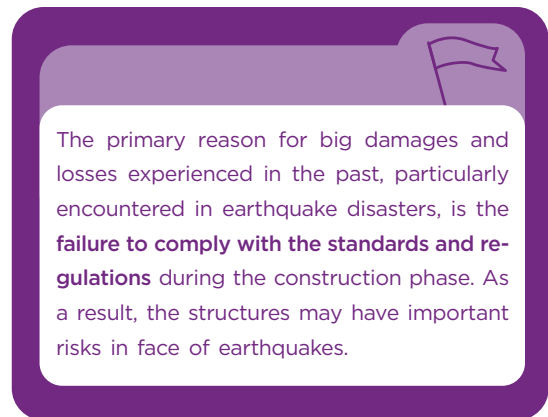 The primary reason for big damages and
losses experienced in the past, particularly
encountered in earthquake disasters, is the
failure to comply with the standards and re-
gulations during the construction phase. As
a result, the structures may have important
risks in face of earthquakes.